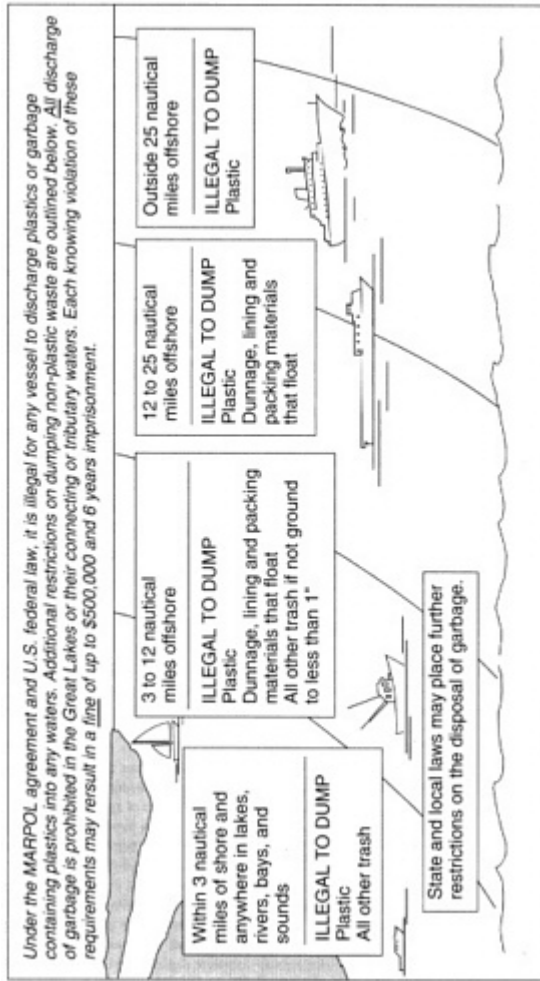 Under the MARPOL agreement and U.S. federal law, it is illegal for any vessel to discharge plastics or garbage
containing plastics into any waters. Additional restrictions on dumping non-plastic waste are outlined below. All discharge
of garbage is prohibited in the Great Lakes or their connecting or tributary waters. Each knowing violation of these
requirements may rersult in a fine of up to $500,000 and 6 years imprisonment.
Within 3 nautical
miles of shore and
anywhere in lakes,
rivers, bays, and
sounds
ILLEGAL TO DUMP
Plastic
All other trash
3 to 12 nautical
miles offshore
ILLEGAL TO DUMP
Plastic
Dunnage, lining and packing
materials that float
All other trash if not ground
to less than 1"
12 to 25 nautical
miles offshore
ILLEGAL TO DUMP
Plastic
Dunnage, lining and
packing materials
that float
Outside 25 nautical
miles offshore
ILLEGAL TO DUMP
Plastic
State and local laws may place further
restrictions on the disposal of garbage.